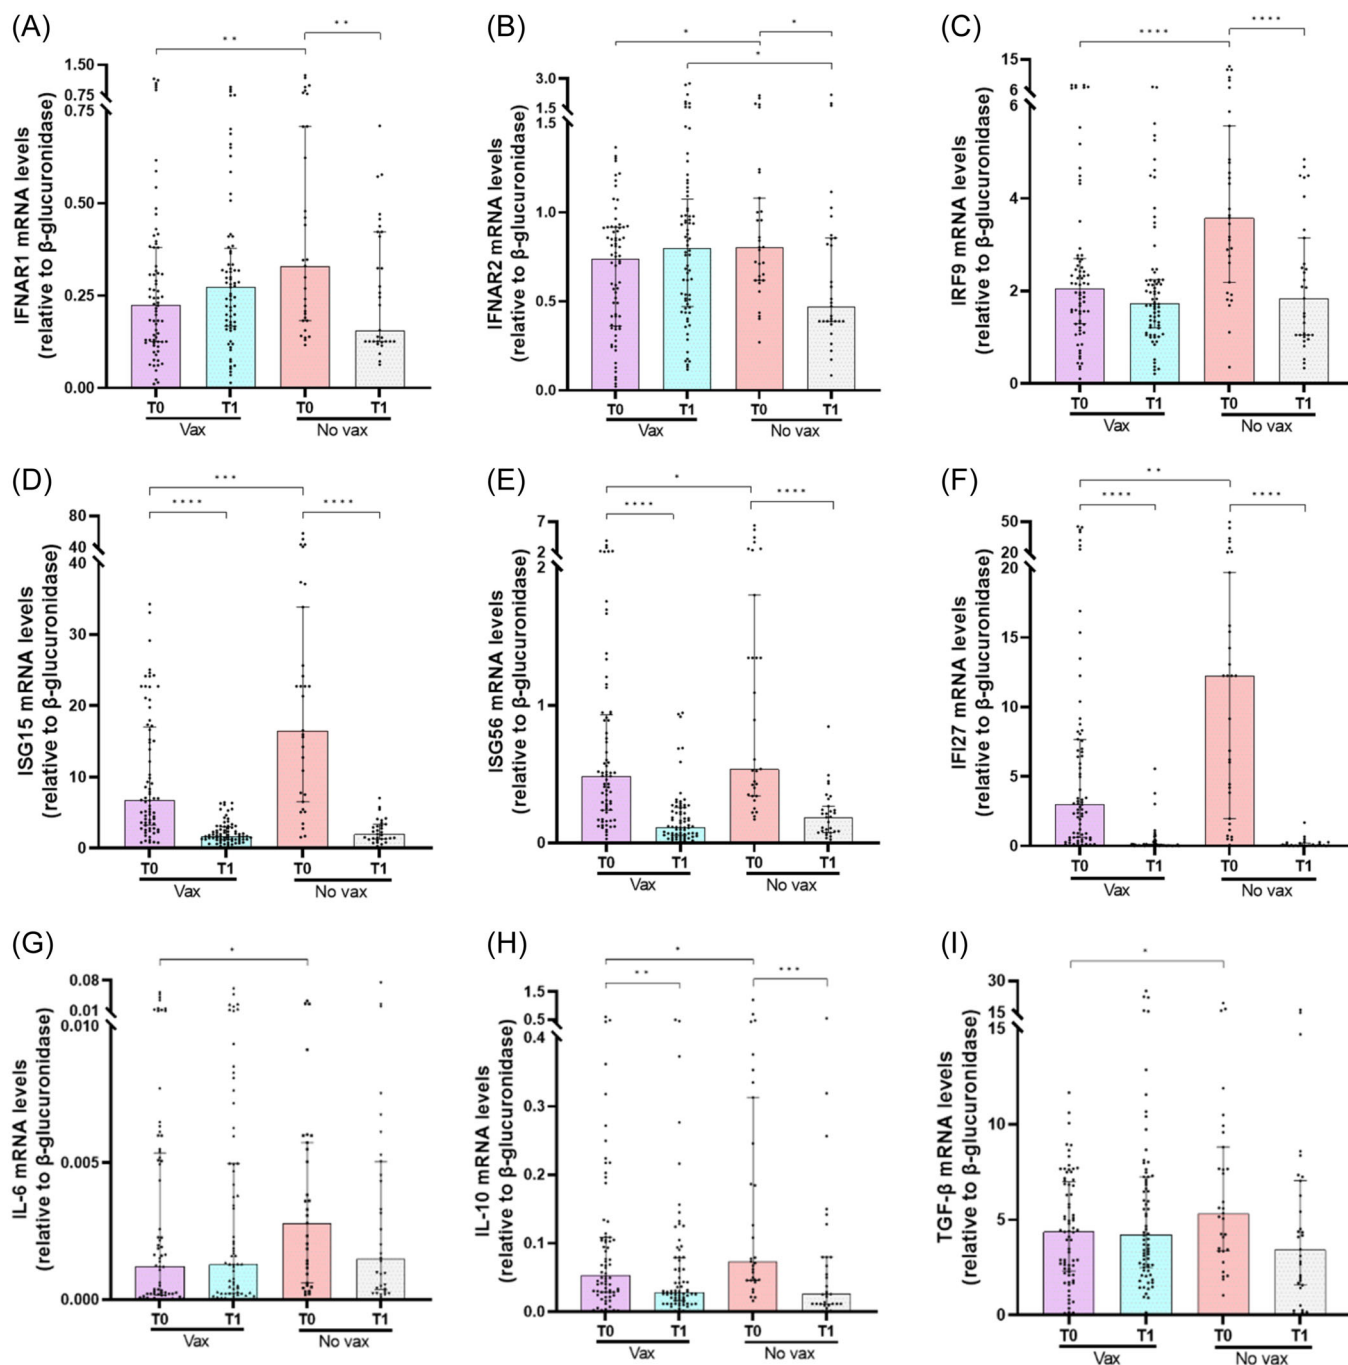 (A)
* *
* *
1.50
0.75
0.75
0.50
0.25
0.00
IFNAR1 mRNA levels
(relative to β-glucuronidase)
T0 T1 T0 T1
Vax No vax
(B)
*
*
*
3.0
1.5
1.5
1.0
0.5
0.0
IFNAR2 mRNA levels
(relative to β-glucuronidase)
T0 T1 T0 T1
Vax No vax
(C)
* * * *
* * * *
15
6
6
4
2
0
IRF9 mRNA levels
(relative to β-glucuronidase)
T0 T1 T0 T1
Vax No vax
(D)
* * *
* * * *
* * * *
80
40
40
30
20
10
0
ISG15 mRNA levels
(relative to β-glucuronidase)
T0 T1 T0 T1
Vax No vax
(E)
*
* * * *
* * * *
7
2
2
1
0
ISG56 mRNA levels
(relative to β-glucuronidase)
T0 T1 T0 T1
Vax No vax
(F)
* *
* * * *
* * * *
50
20
20
15
10
5
0
IFI27 mRNA levels
(relative to β-glucuronidase)
T0 T1 T0 T1
Vax No vax
(G)
*
0.08
0.01
0.010
0.005
0.000
IL-6 mRNA levels
(relative to β-glucuronidase)
T0 T1 T0 T1
Vax No vax
(H)
*
* *
* * *
1.5
0.5
0.4
0.3
0.2
0.1
0.0
IL-10 mRNA levels
(relative to β-glucuronidase)
T0 T1 T0 T1
Vax No vax
(I)
*
30
15
15
10
5
0
TGF-β mRNA levels
(relative to β-glucuronidase)
T0 T1 T0 T1
Vax No vax